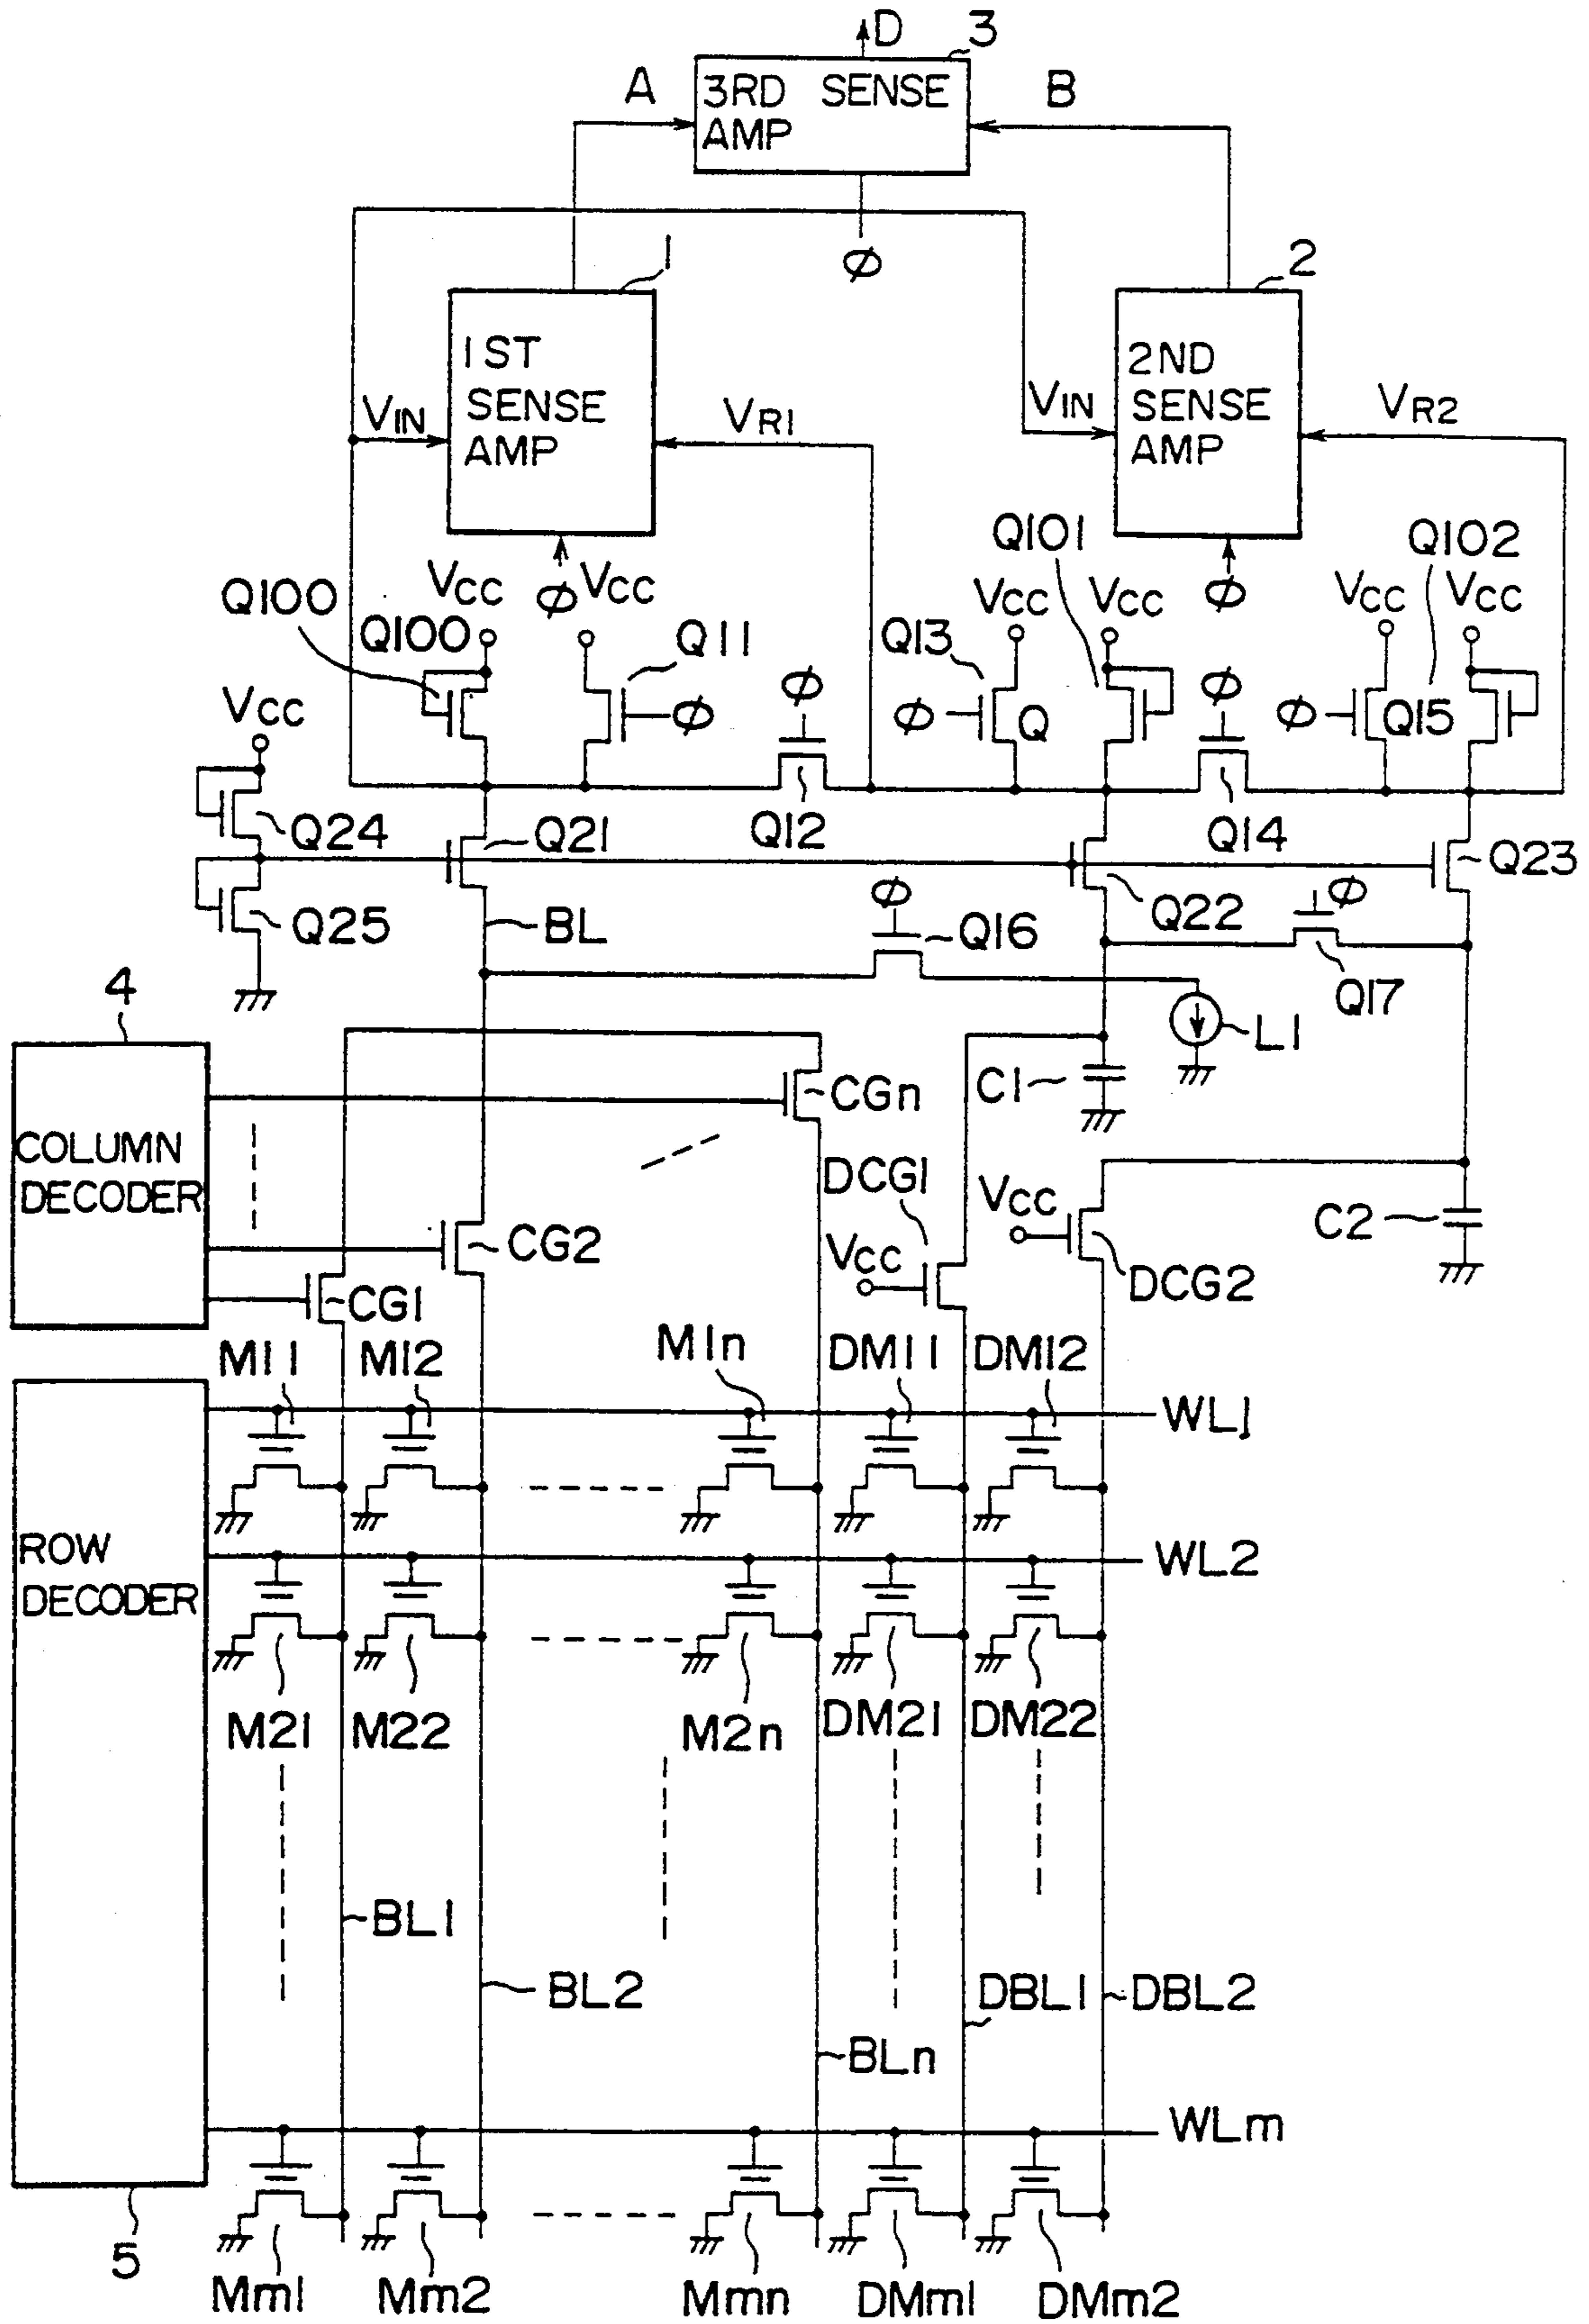 D
3
A
3RD SENSE
AMP
B
Φ
1
2
1ST
SENSE
AMP
2ND
SENSE
AMP
VIN
VR1
VIN
VR2
Q101
Q102
Q100
VCC
Φ
VCC
VCC
VCC
Φ
VCC
VCC
Q100
Q11
Q13
VCC
Φ
Φ
Φ
Q
Φ
Φ
Q15
Q24
Q21
Q12
Q14
Q23
Q25
BL
Φ
Q16
Q22
Φ
Q17
4
L1
COLUMN
DECODER
CGn
C1
DCG1
VCC
C2
CG2
VCC
DCG2
CG1
M11
M12
M1n
DM11
DM12
WL1
ROW
DECODER
WL2
M21
M22
M2n
DM21
DM22
BL1
BL2
DBL1
DBL2
BLn
WLm
5
Mm1
Mm2
Mmn
DMm1
DMm2